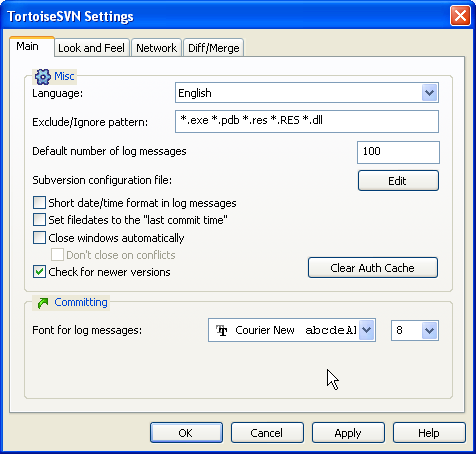 TortoiseSVN Settings
Main Look and Feel Network Diff/Merge
Misc
Language: English
Exclude/Ignore pattern: *.exe *.pdb *.res *.RES *.dll
Default number of log messages 100
Subversion configuration file: Edit
Short date/time format in log messages
Set filedates to the "last commit time"
Close windows automatically
Don't close on conflicts
Check for newer versions Clear Auth Cache
Committing
Font for log messages: Courier New abcdeA 8
OK Cancel Apply Help